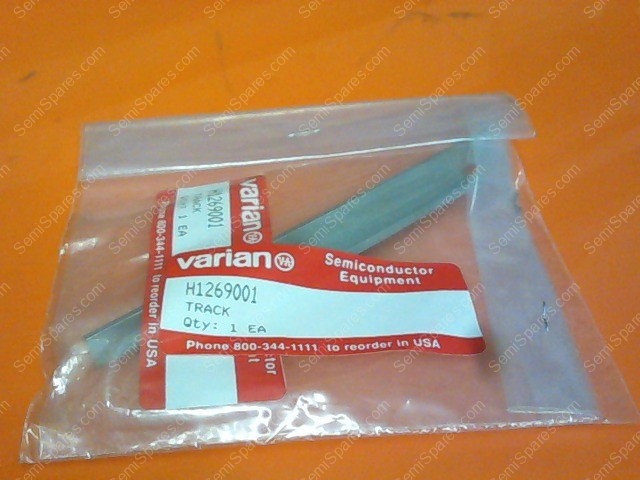 varian
Semiconductor
Equipment
H1269001
TRACK
Qty: 1 EA
Phone 800-344-1111 to reorder in USA
varian
H1269001
TRACK
Qty: 1 EA
Phone 800-344-1111 to reorder in USA
SemiSpares.com